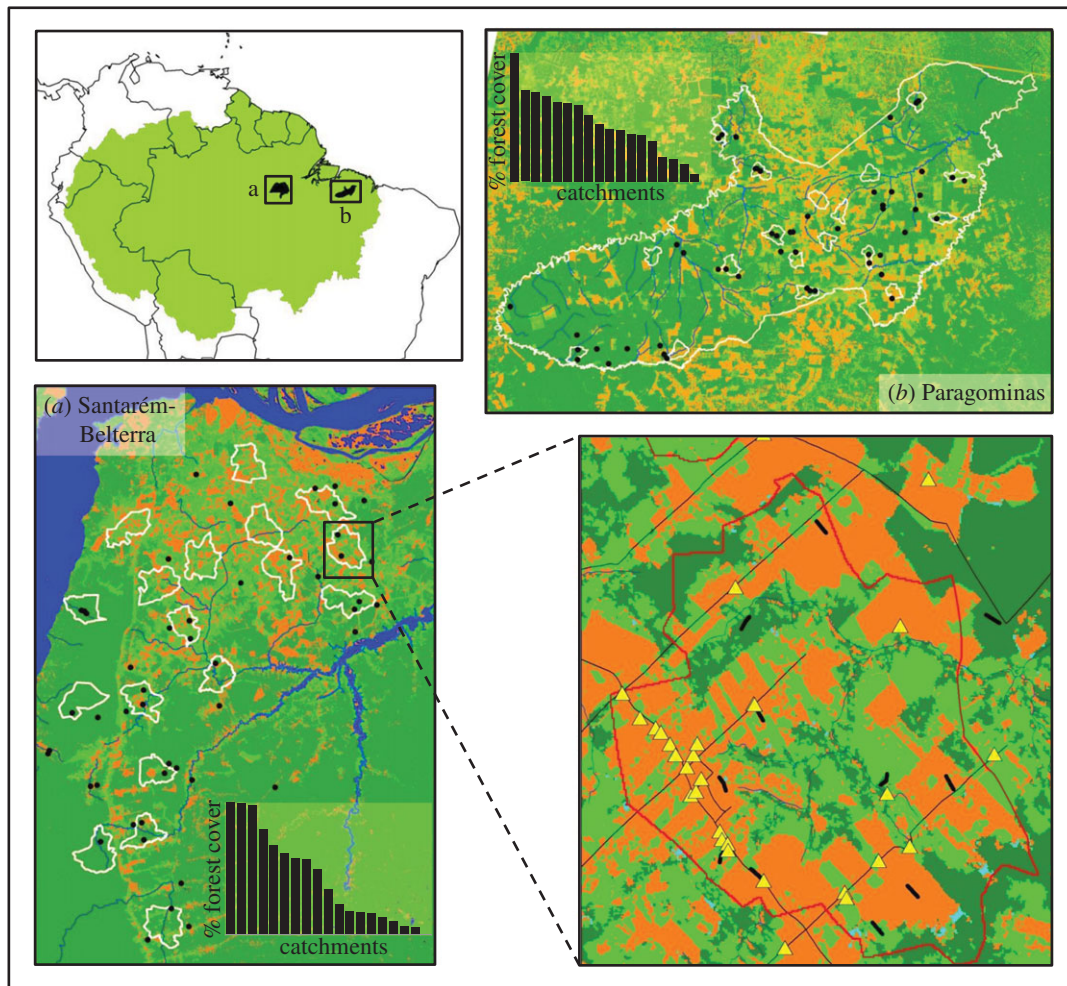 a
b
% forest cover
catchments
(b) Paragominas
(a) Santarém-
Belterra
% forest cover
catchments